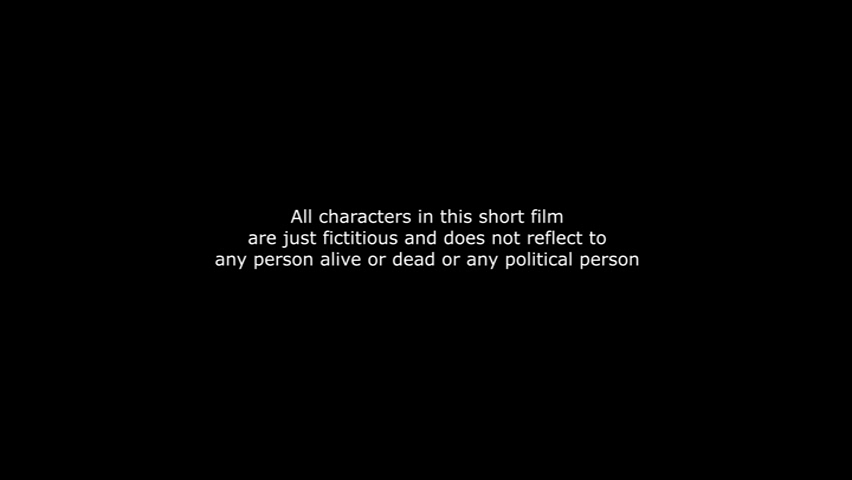 All characters in this short film
are just fictitious and does not reflect to
any person alive or dead or any political person